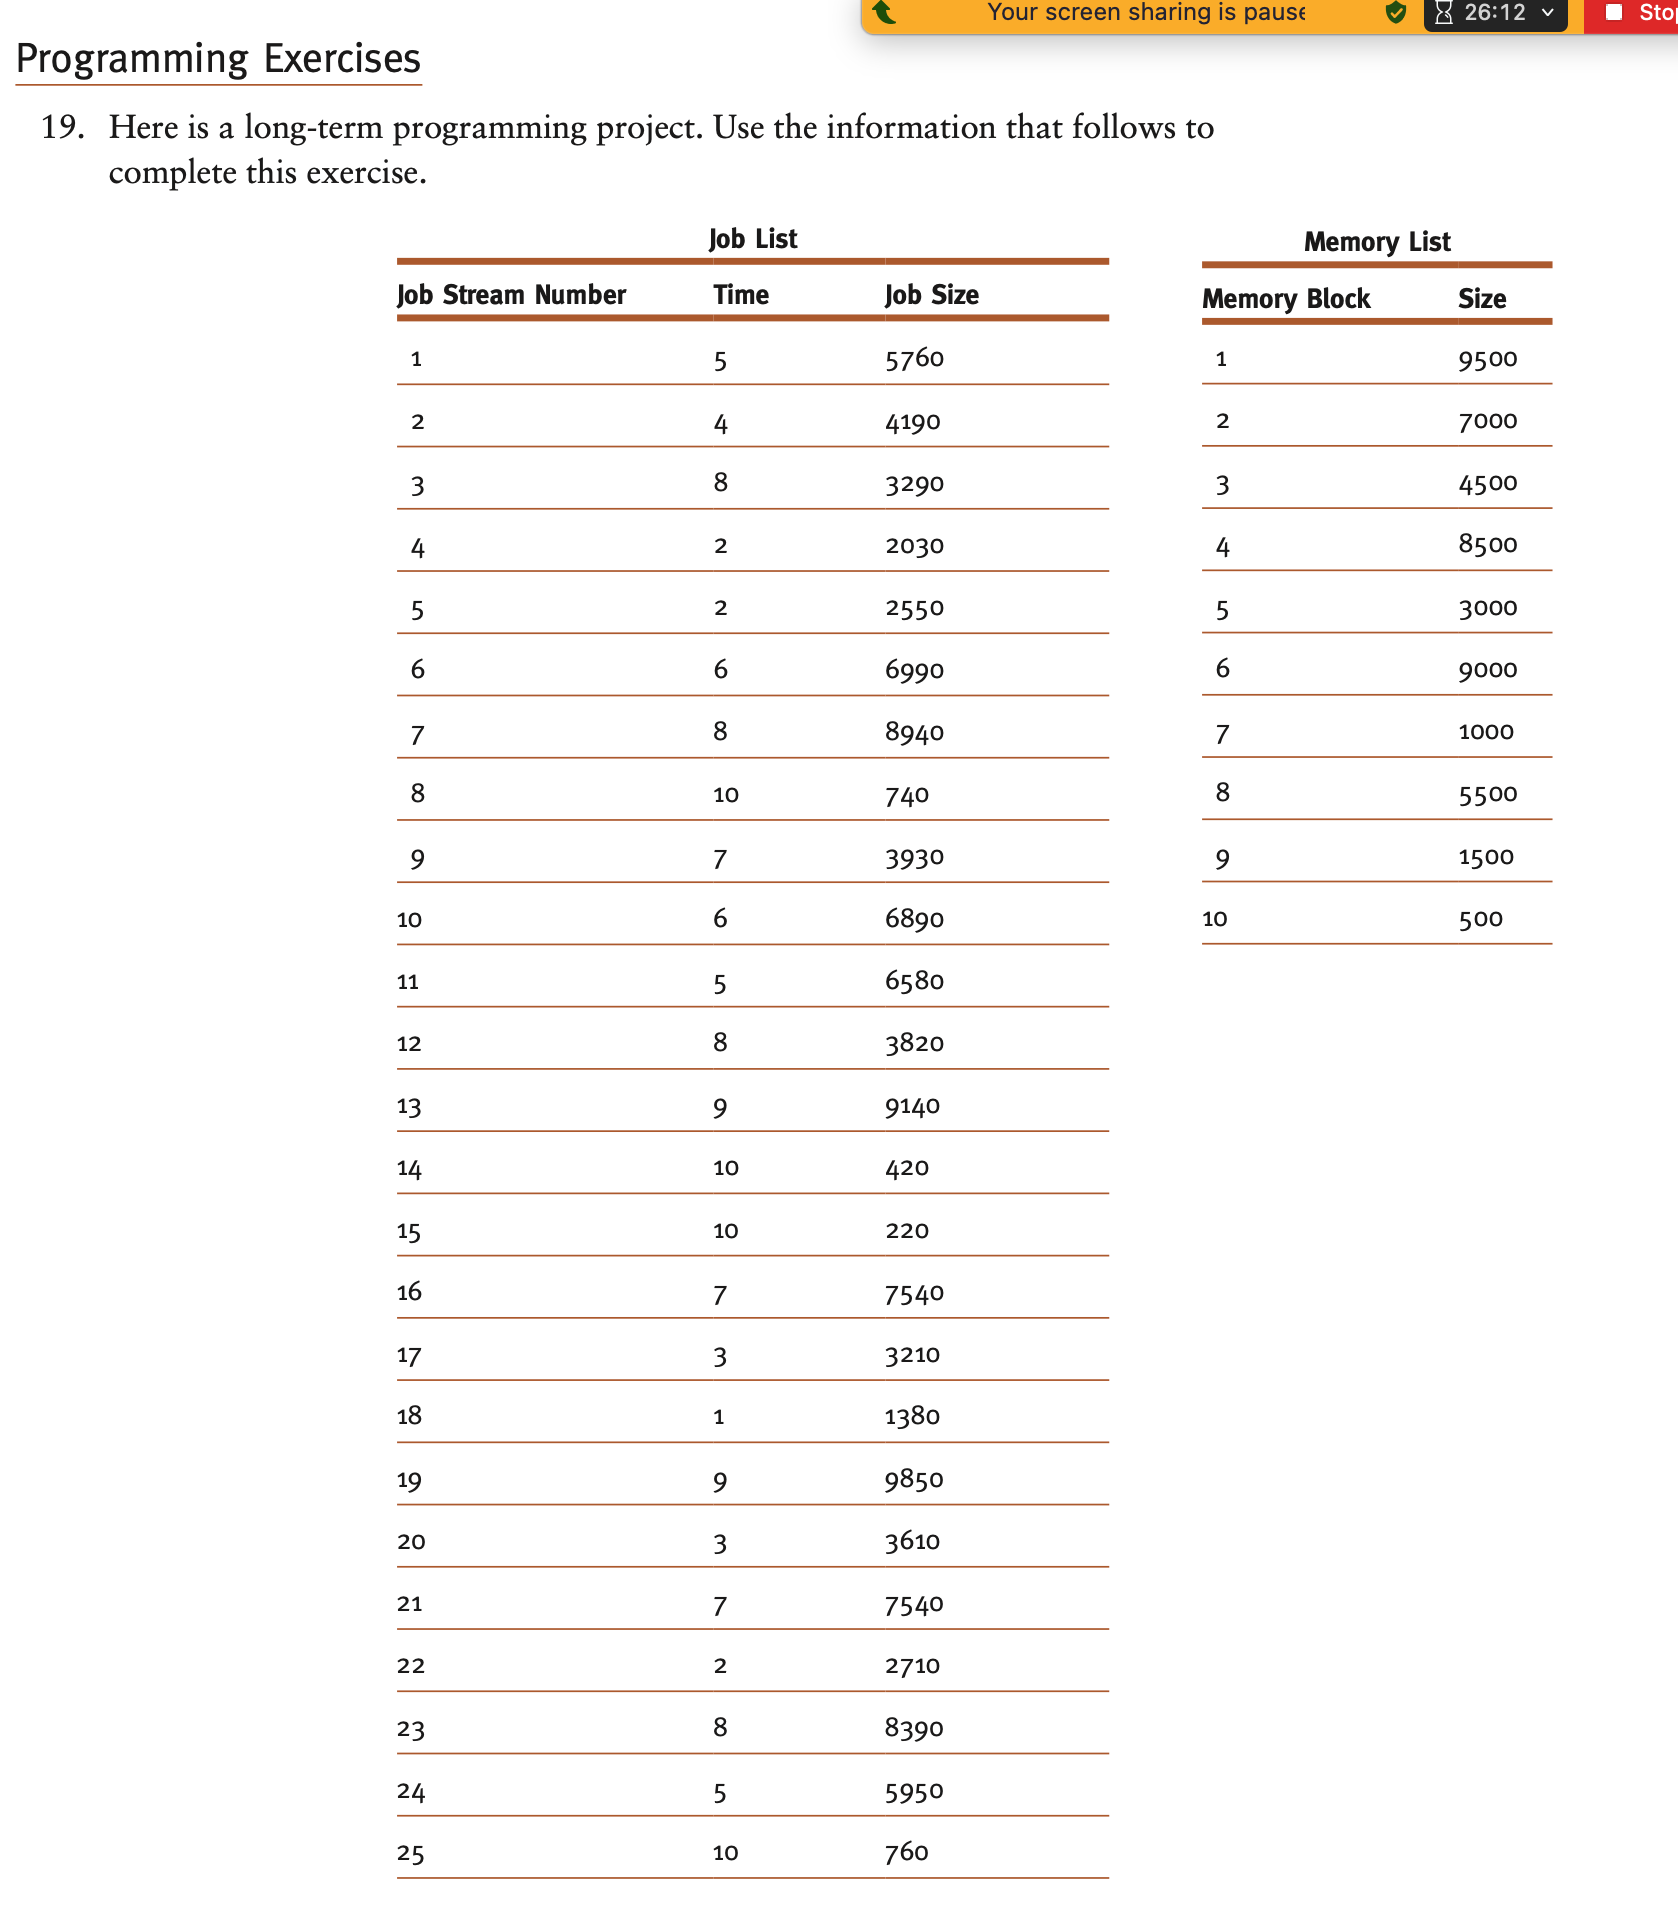 Your screen sharing is paus
26:12
Programming Exercises
19. Here is a long-term programming project. Use the information that follows to
complete this exercise.
Job List
Job Stream Number Time Job Size
1 5 5760
2 4 4190
3 8 3290
4 2 2030
5 2 2550
6 6 6990
7 8 8940
8 10 740
9 7 3930
10 6 6890
11 5 6580
12 8 3820
13 9 9140
14 10 420
15 10 220
16 7 7540
17 3 3210
18 1 1380
19 9 9850
20 3 3610
21 7 7540
22 2 2710
23 8 8390
24 5 5950
25 10 760
Memory List
Memory Block Size
1 9500
2 7000
3 4500
4 8500
5 3000
6 9000
7 1000
8 5500
9 1500
10 500